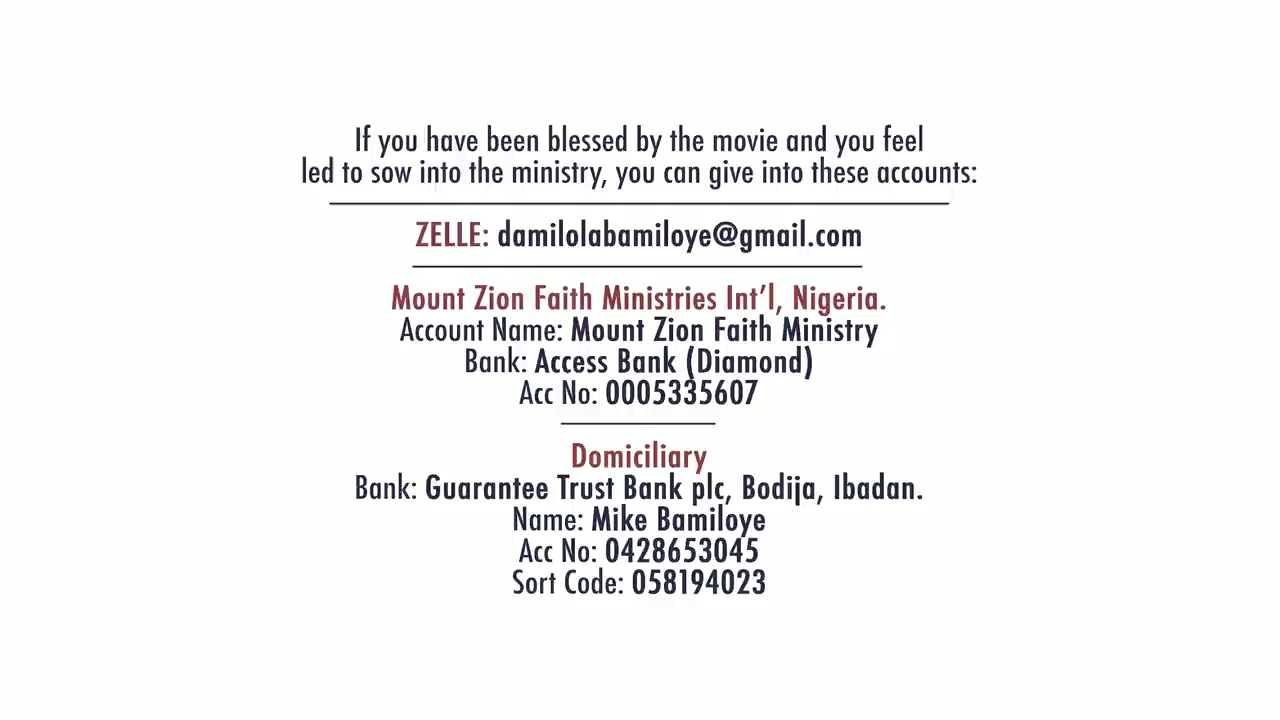 If you have been blessed by the movie and you feel
led to sow into the ministry, you can give into these accounts:
ZELLE: damilolabamiloye@gmail.com
Mount Zion Faith Ministries Int'l, Nigeria.
Account Name: Mount Zion Faith Ministry
Bank: Access Bank (Diamond)
Acc No: 0005335607
Domiciliary
Bank: Guarantee Trust Bank plc, Bodija, Ibadan.
Name: Mike Bamiloye
Acc No: 0428653045
Sort Code: 058194023